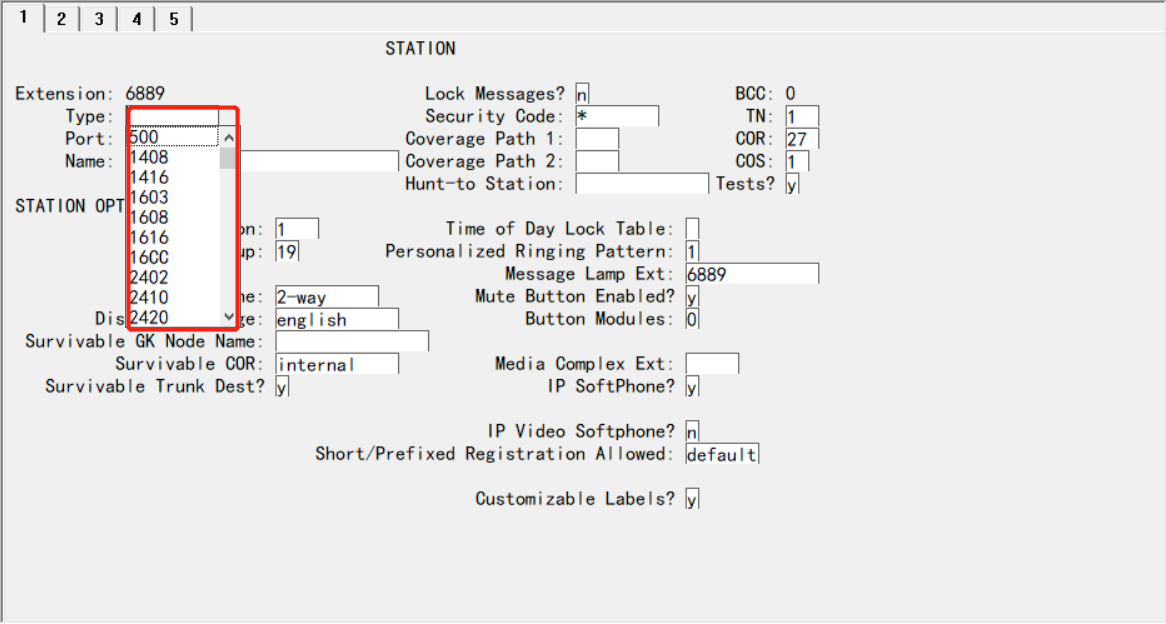 1 2 3 4 5
STATION
Extension: 6889 Lock Messages? n BCC: 0
Type: Security Code: * TN: 1
Port: 500 Coverage Path 1: COR: 27
1408
Name: Coverage Path 2: COS: 1
1416 Hunt-to Station: Tests? y
1603
STATION OPT
1608
on: 1 Time of Day Lock Table:
1616
up: 19 Personalized Ringing Pattern: 1
16CC
2402 Message Lamp Ext: 6889
2410 me: 2-way Mute Button Enabled? y
Dis 2420 ge: english Button Modules: 0
Survivable GK Node Name:
Survivable COR: internal Media Complex Ext:
Survivable Trunk Dest? y IP SoftPhone? y
IP Video Softphone? n
Short/Prefixed Registration Allowed: default
Customizable Labels? y